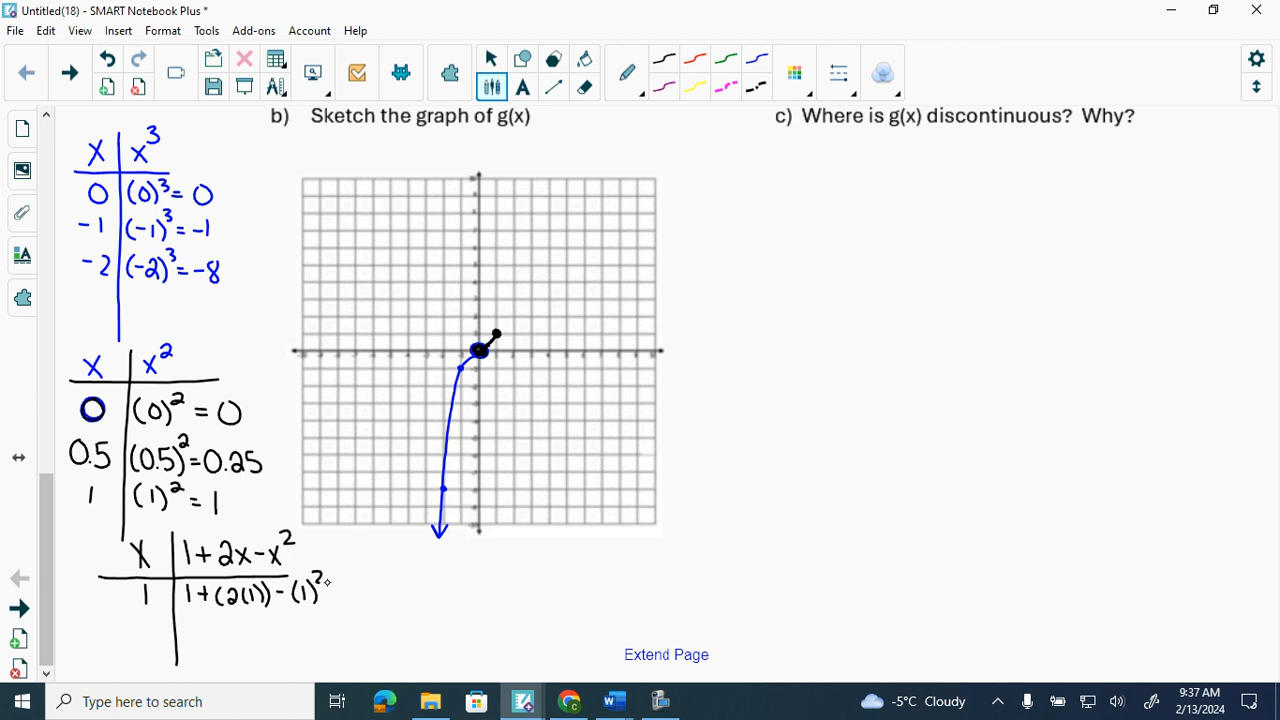 Untitled(18) - SMART Notebook Plus *
File Edit View Insert Format Tools Add-ons Account Help
b) Sketch the graph of g(x)
c) Where is g(x) discontinuous? Why?
x | x³
0 | (0)³ = 0
-1 | (-1)³ = -1
-2 | (-2)³ = -8
x | x²
0 | (0)² = 0
0.5 | (0.5)² = 0.25
1 | (1)² = 1
x | 1 + 2x - x²
1 | 1 + (2(1)) - (1)²
Extend Page
Type here to search
-5°C Cloudy
9:37 AM
2/13/2024